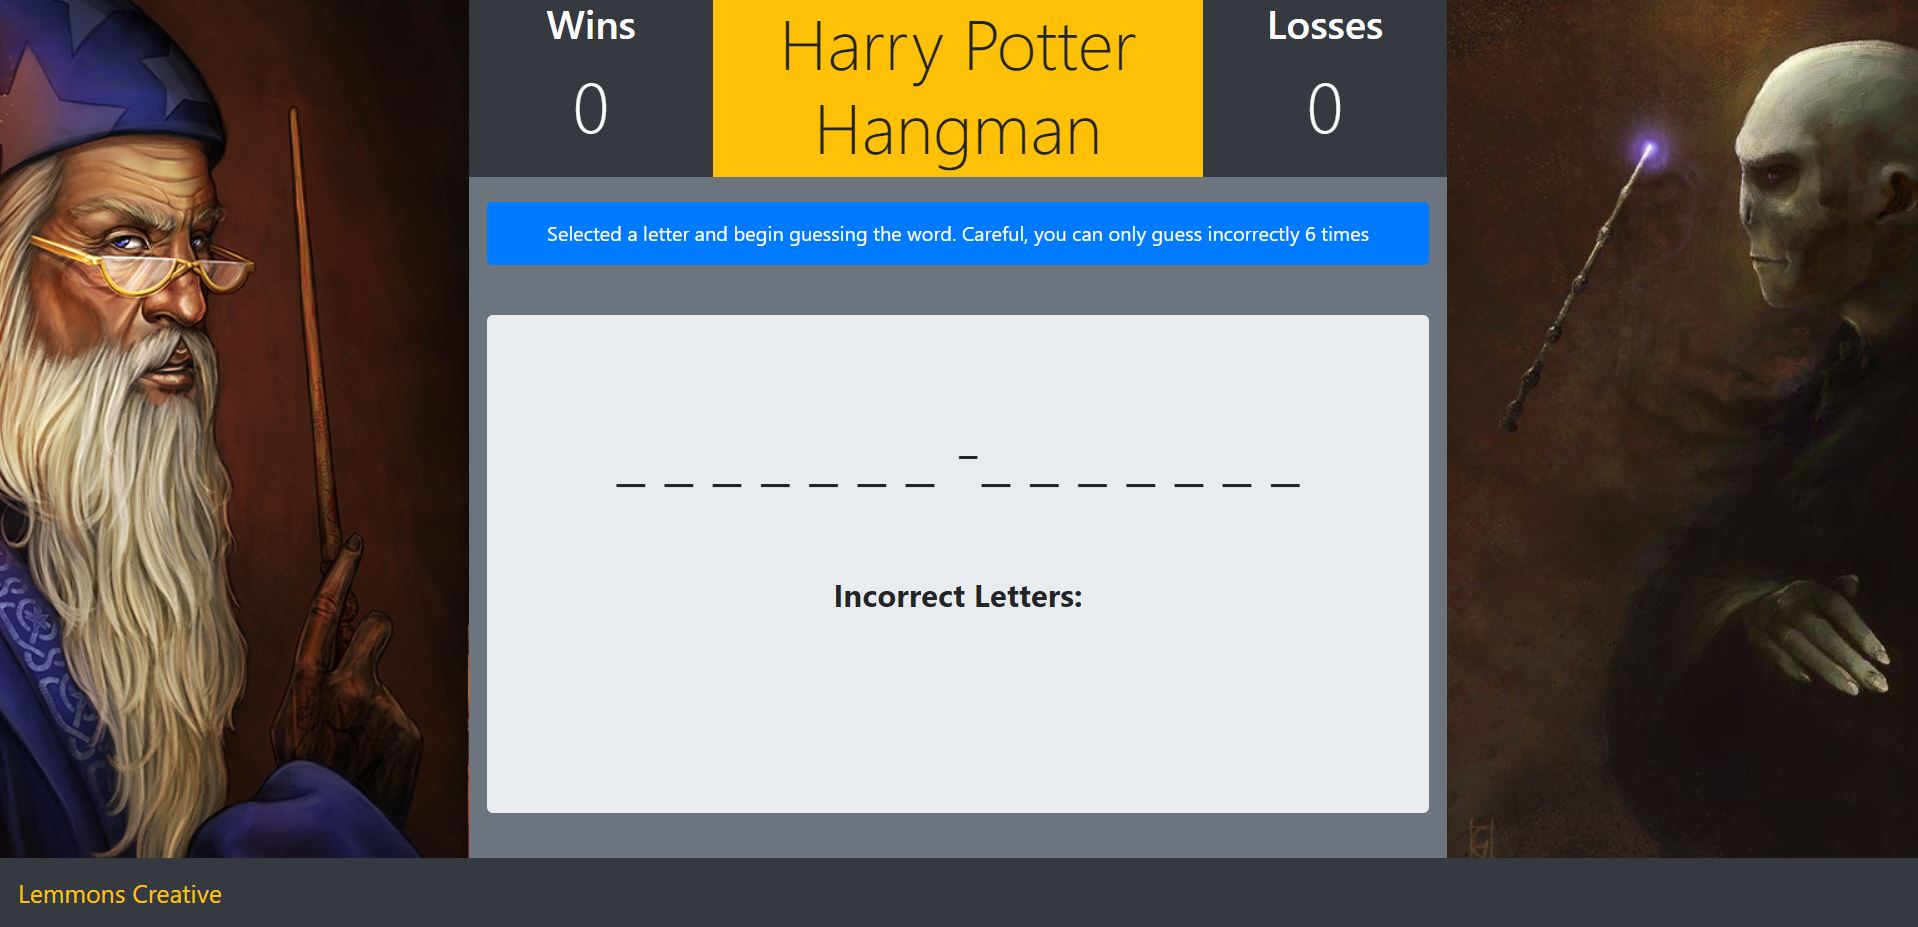 Wins
0
Harry Potter
Hangman
Losses
0
Selected a letter and begin guessing the word. Careful, you can only guess incorrectly 6 times
_ _ _ _ _ _ _ - _ _ _ _ _ _ _
Incorrect Letters:
Lemmons Creative